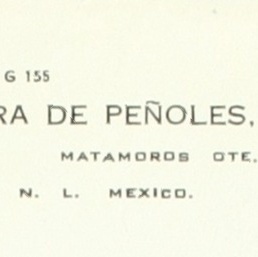 G 155
RA DE PEÑOLES,
MATAMOROS OTE.
N. L. MEXICO.